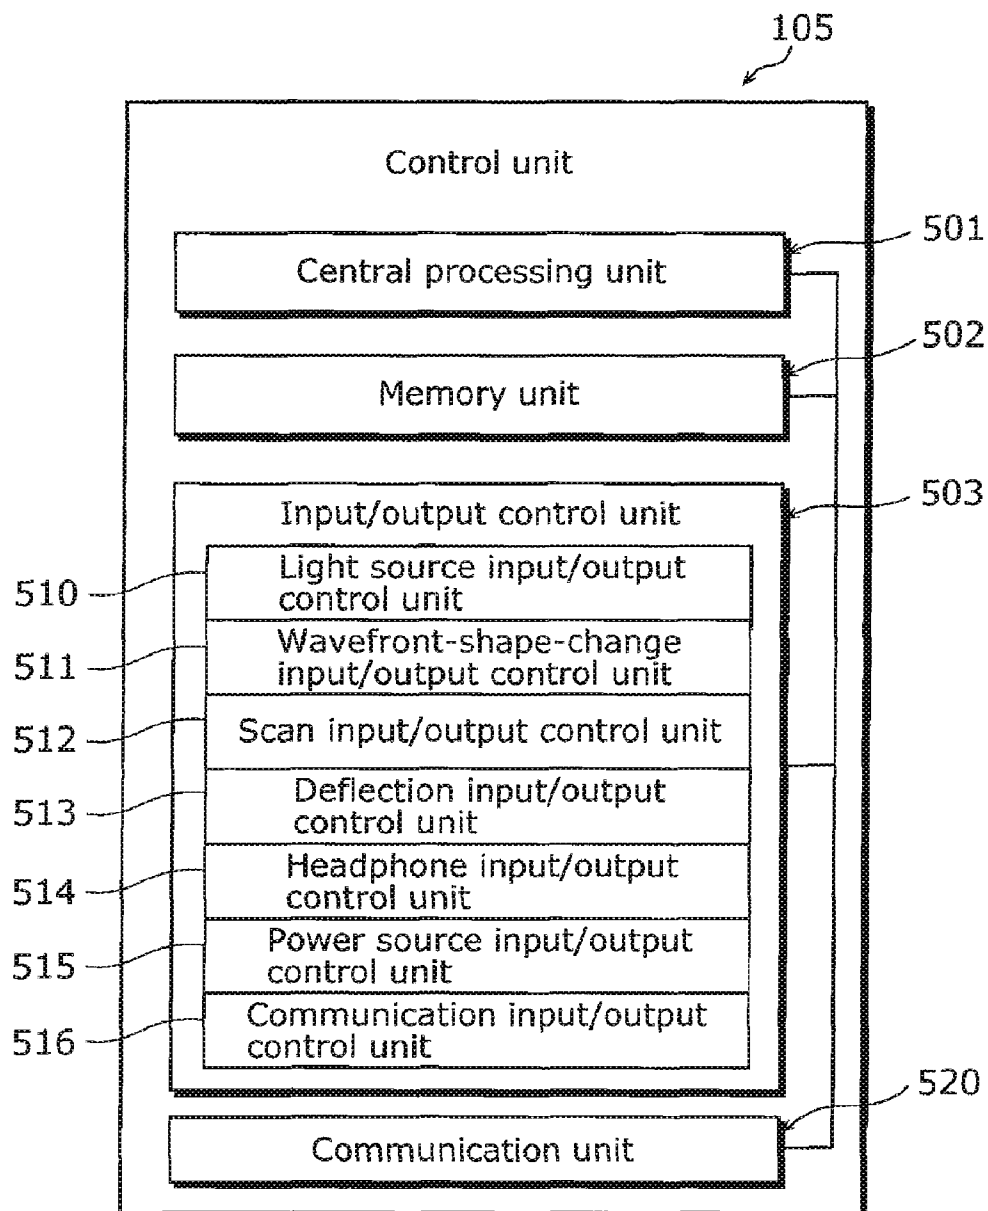 105
Control unit
501
Central processing unit
502
Memory unit
503
Input/output control unit
510
Light source input/output
control unit
511
Wavefront-shape-change
input/output control unit
512
Scan input/output control unit
513
Deflection input/output
control unit
514
Headphone input/output
control unit
515
Power source input/output
control unit
516
Communication input/output
control unit
520
Communication unit